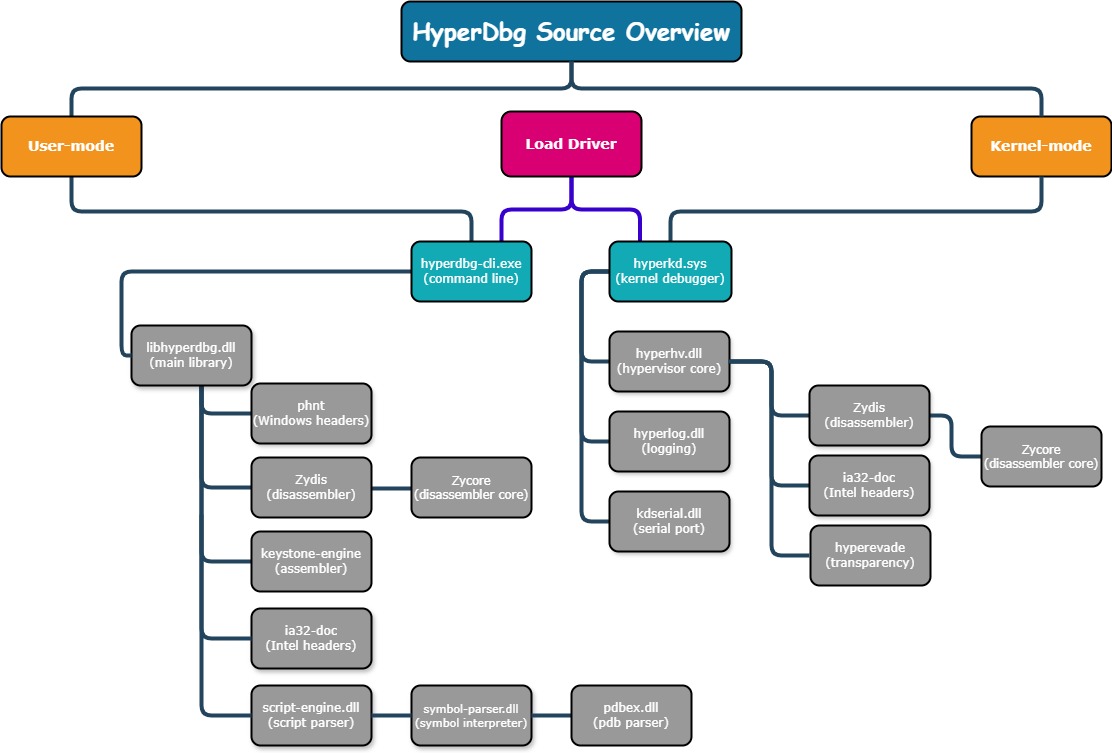 HyperDbg Source Overview
User-mode
Load Driver
Kernel-mode
hyperdbg-cli.exe
(command line)
hyperkd.sys
(kernel debugger)
libhyperdbg.dll
(main library)
phnt
(Windows headers)
Zydis
(disassembler)
Zycore
(disassembler core)
keystone-engine
(assembler)
ia32-doc
(Intel headers)
script-engine.dll
(script parser)
symbol-parser.dll
(symbol interpreter)
pdbex.dll
(pdb parser)
hyperhv.dll
(hypervisor core)
hyperlog.dll
(logging)
kdserial.dll
(serial port)
Zydis
(disassembler)
Zycore
(disassembler core)
ia32-doc
(Intel headers)
hyperevade
(transparency)